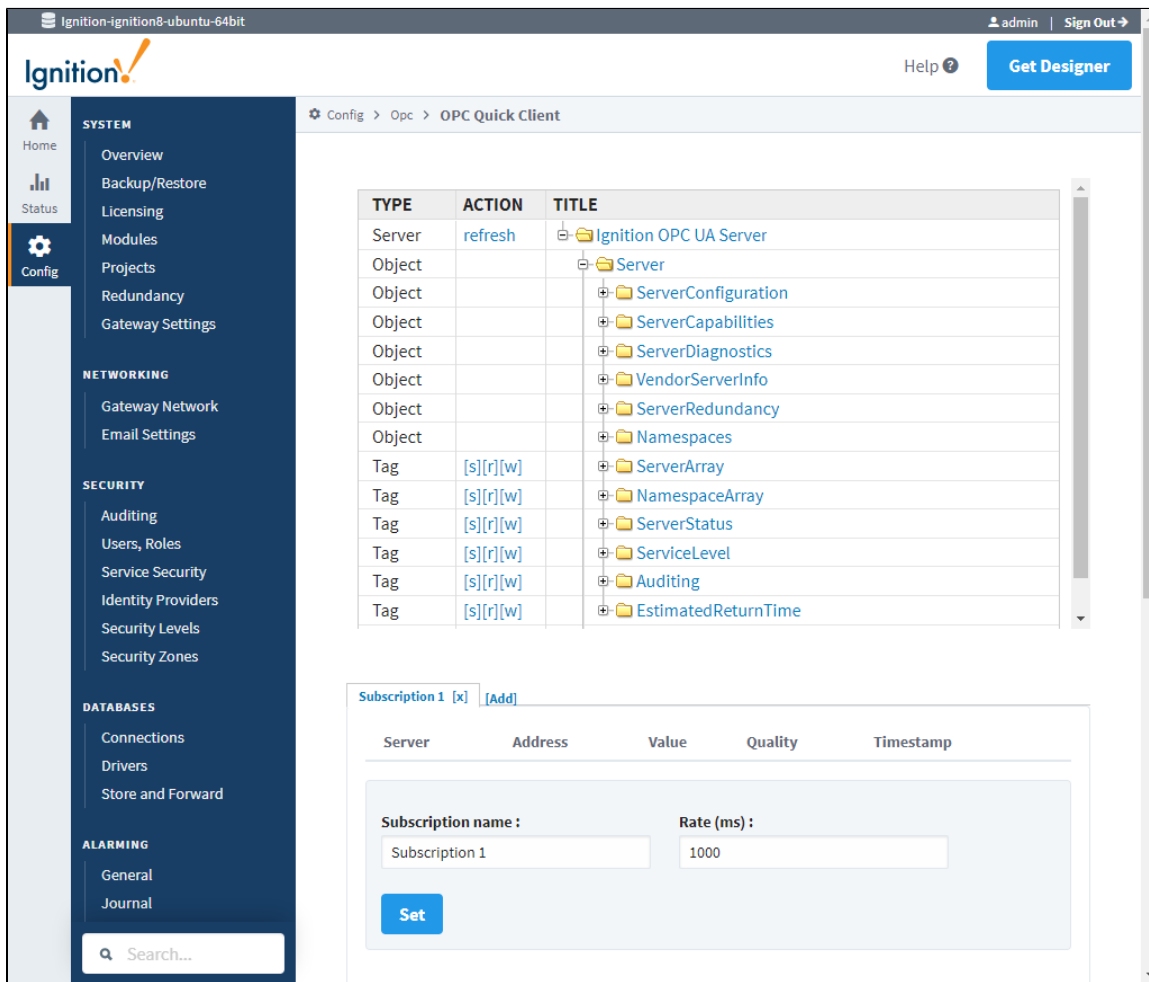 Ignition-ignition8-ubuntu-64bit
admin | Sign Out
Ignition!
Help ?
Get Designer
Home
Status
Config
SYSTEM
Overview
Backup/Restore
Licensing
Modules
Projects
Redundancy
Gateway Settings
NETWORKING
Gateway Network
Email Settings
SECURITY
Auditing
Users, Roles
Service Security
Identity Providers
Security Levels
Security Zones
DATABASES
Connections
Drivers
Store and Forward
ALARMING
General
Journal
Search...
Config > Opc > OPC Quick Client
TYPE ACTION TITLE
Server refresh Ignition OPC UA Server
Object Server
Object ServerConfiguration
Object ServerCapabilities
Object ServerDiagnostics
Object VendorServerInfo
Object ServerRedundancy
Object Namespaces
Tag [s][r][w] ServerArray
Tag [s][r][w] NamespaceArray
Tag [s][r][w] ServerStatus
Tag [s][r][w] ServiceLevel
Tag [s][r][w] Auditing
Tag [s][r][w] EstimatedReturnTime
Subscription 1 [x] [Add]
Server Address Value Quality Timestamp
Subscription name : Rate (ms) :
Subscription 1 1000
Set